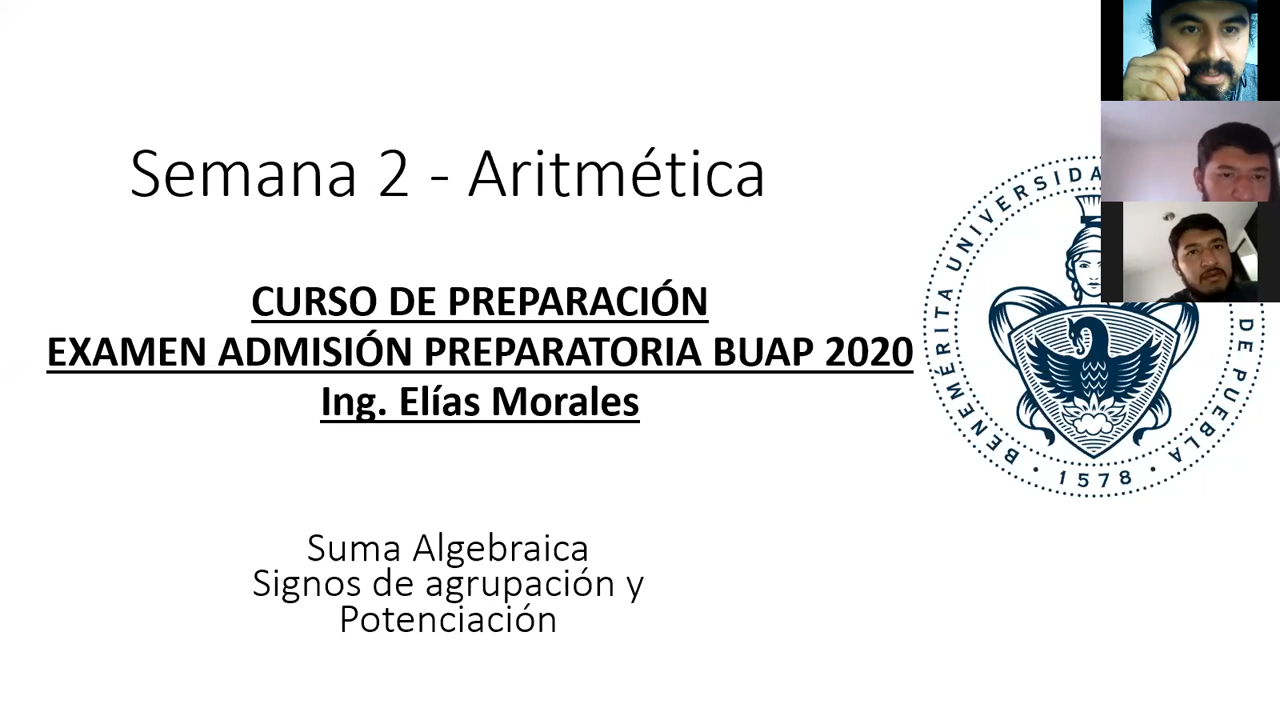 Semana 2 - Aritmética
CURSO DE PREPARACIÓN
EXAMEN ADMISIÓN PREPARATORIA BUAP 2020
Ing. Elías Morales
Suma Algebraica
Signos de agrupación y
Potenciación
BENEMÉRITA UNIVERSIDA
DE PUEBLA
• 1578 •